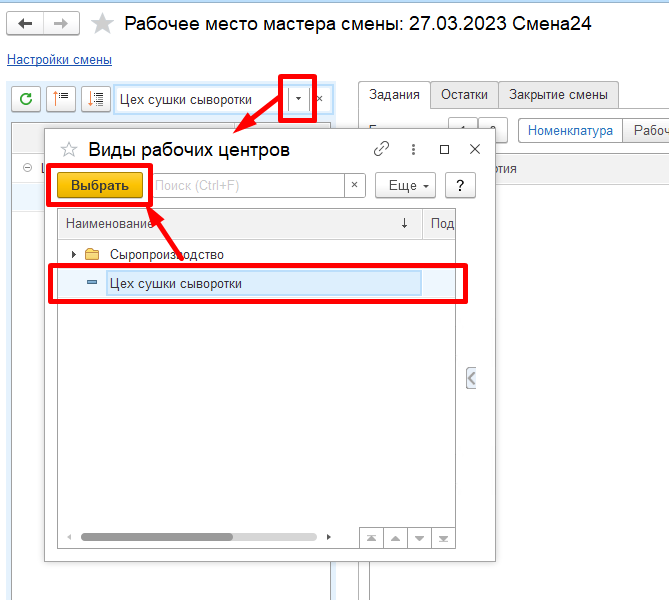 Рабочее место мастера смены: 27.03.2023 Смена24
Настройки смены
Цех сушки сыворотки
Задания
Остатки
Закрытие смены
Номенклатура
Виды рабочих центров
Выбрать
Поиск (Ctrl+F)
Еще
?
Наименование
Под
Сыропроизводство
Цех сушки сыворотки